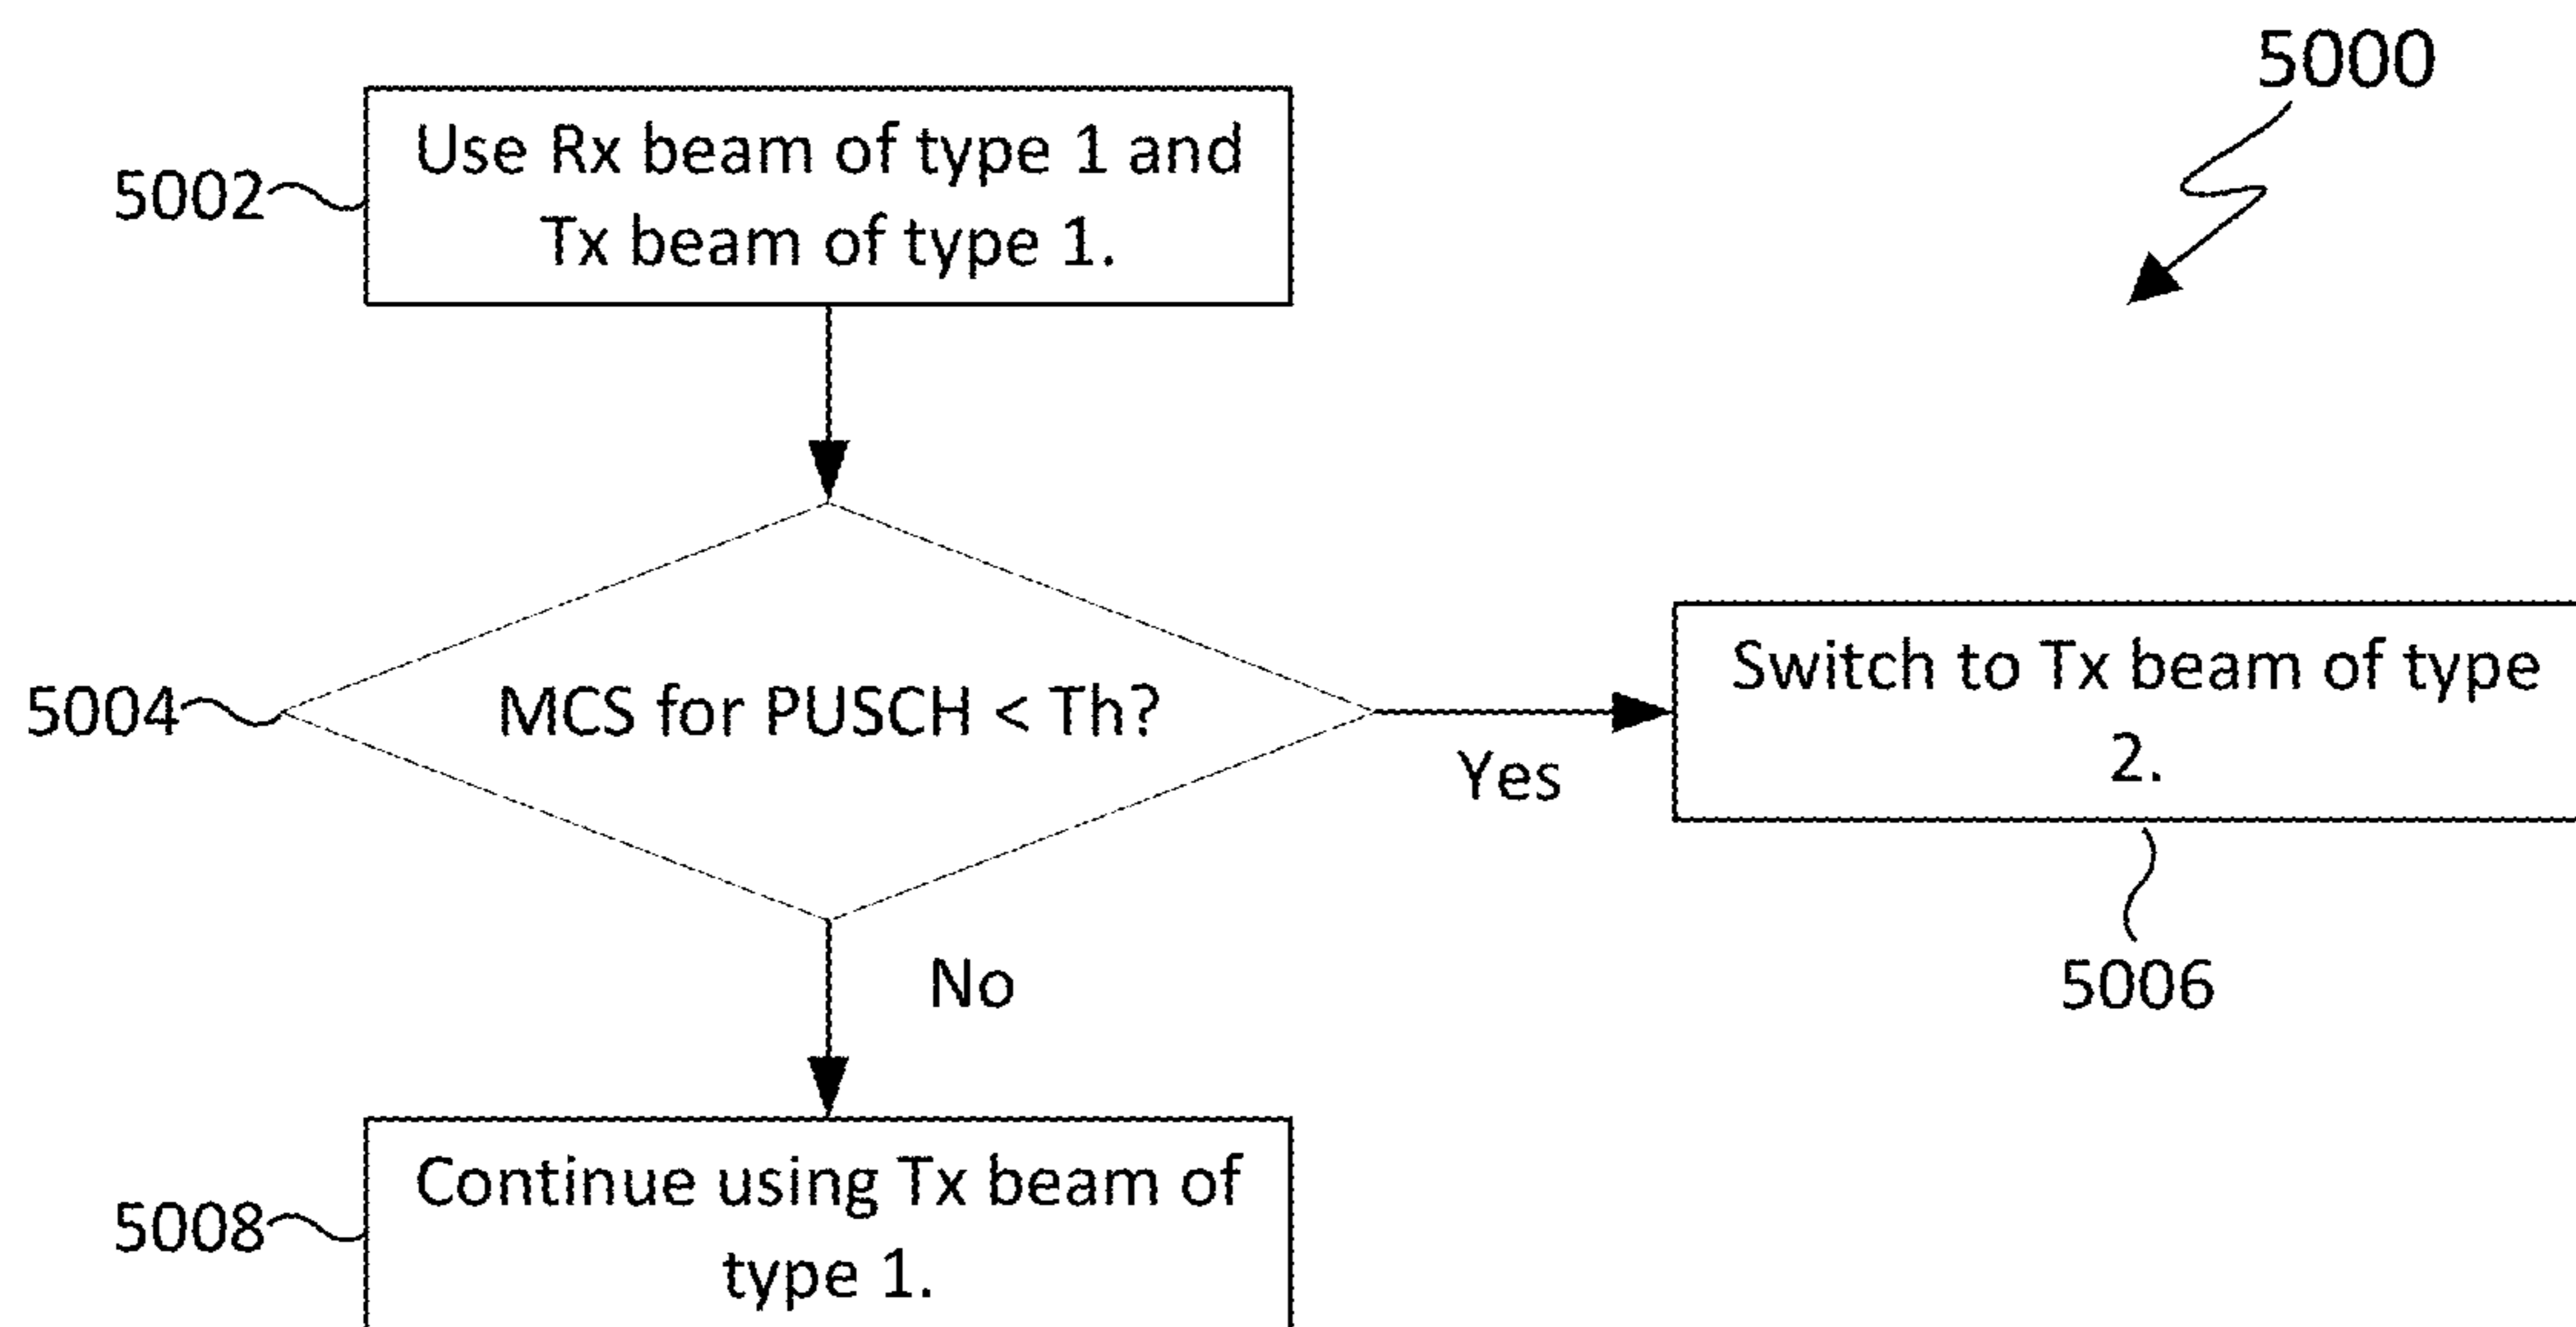 5000
5002
Use Rx beam of type 1 and
Tx beam of type 1.
5004
MCS for PUSCH < Th?
Yes
Switch to Tx beam of type
2.
5006
No
5008
Continue using Tx beam of
type 1.